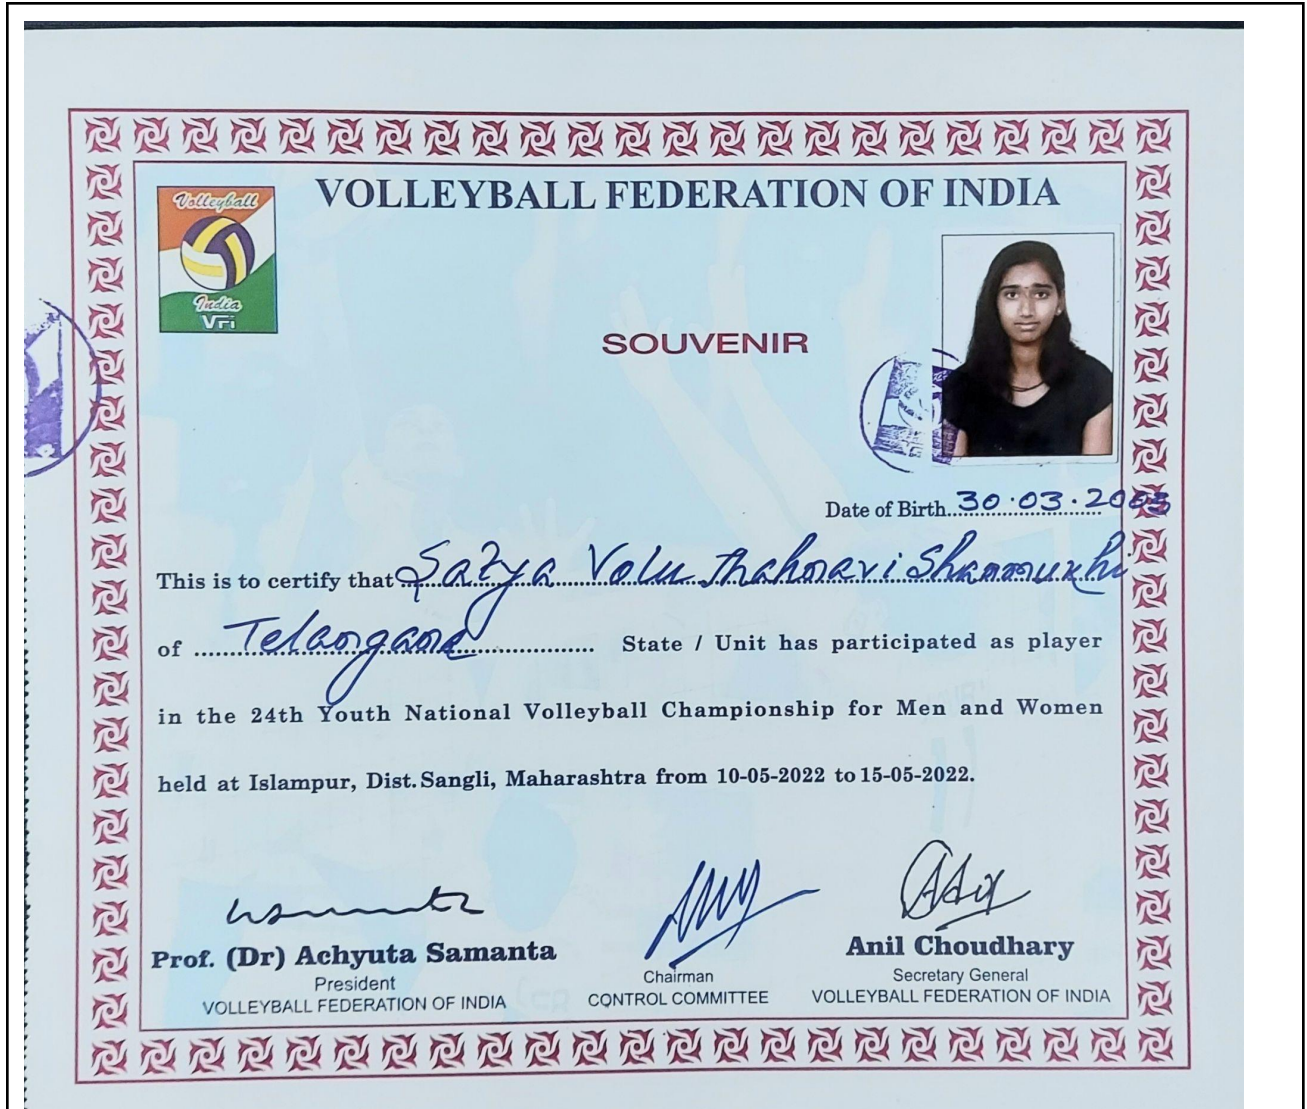 Volleyball
India
VFi
VOLLEYBALL FEDERATION OF INDIA
SOUVENIR
Date of Birth 30.03.2003
This is to certify that Satya Volu Thahnavi Shanmukhi
of Telangana State / Unit has participated as player
in the 24th Youth National Volleyball Championship for Men and Women
held at Islampur, Dist. Sangli, Maharashtra from 10-05-2022 to 15-05-2022.
Prof. (Dr) Achyuta Samanta
President
VOLLEYBALL FEDERATION OF INDIA
Chairman
CONTROL COMMITTEE
Anil Choudhary
Secretary General
VOLLEYBALL FEDERATION OF INDIA